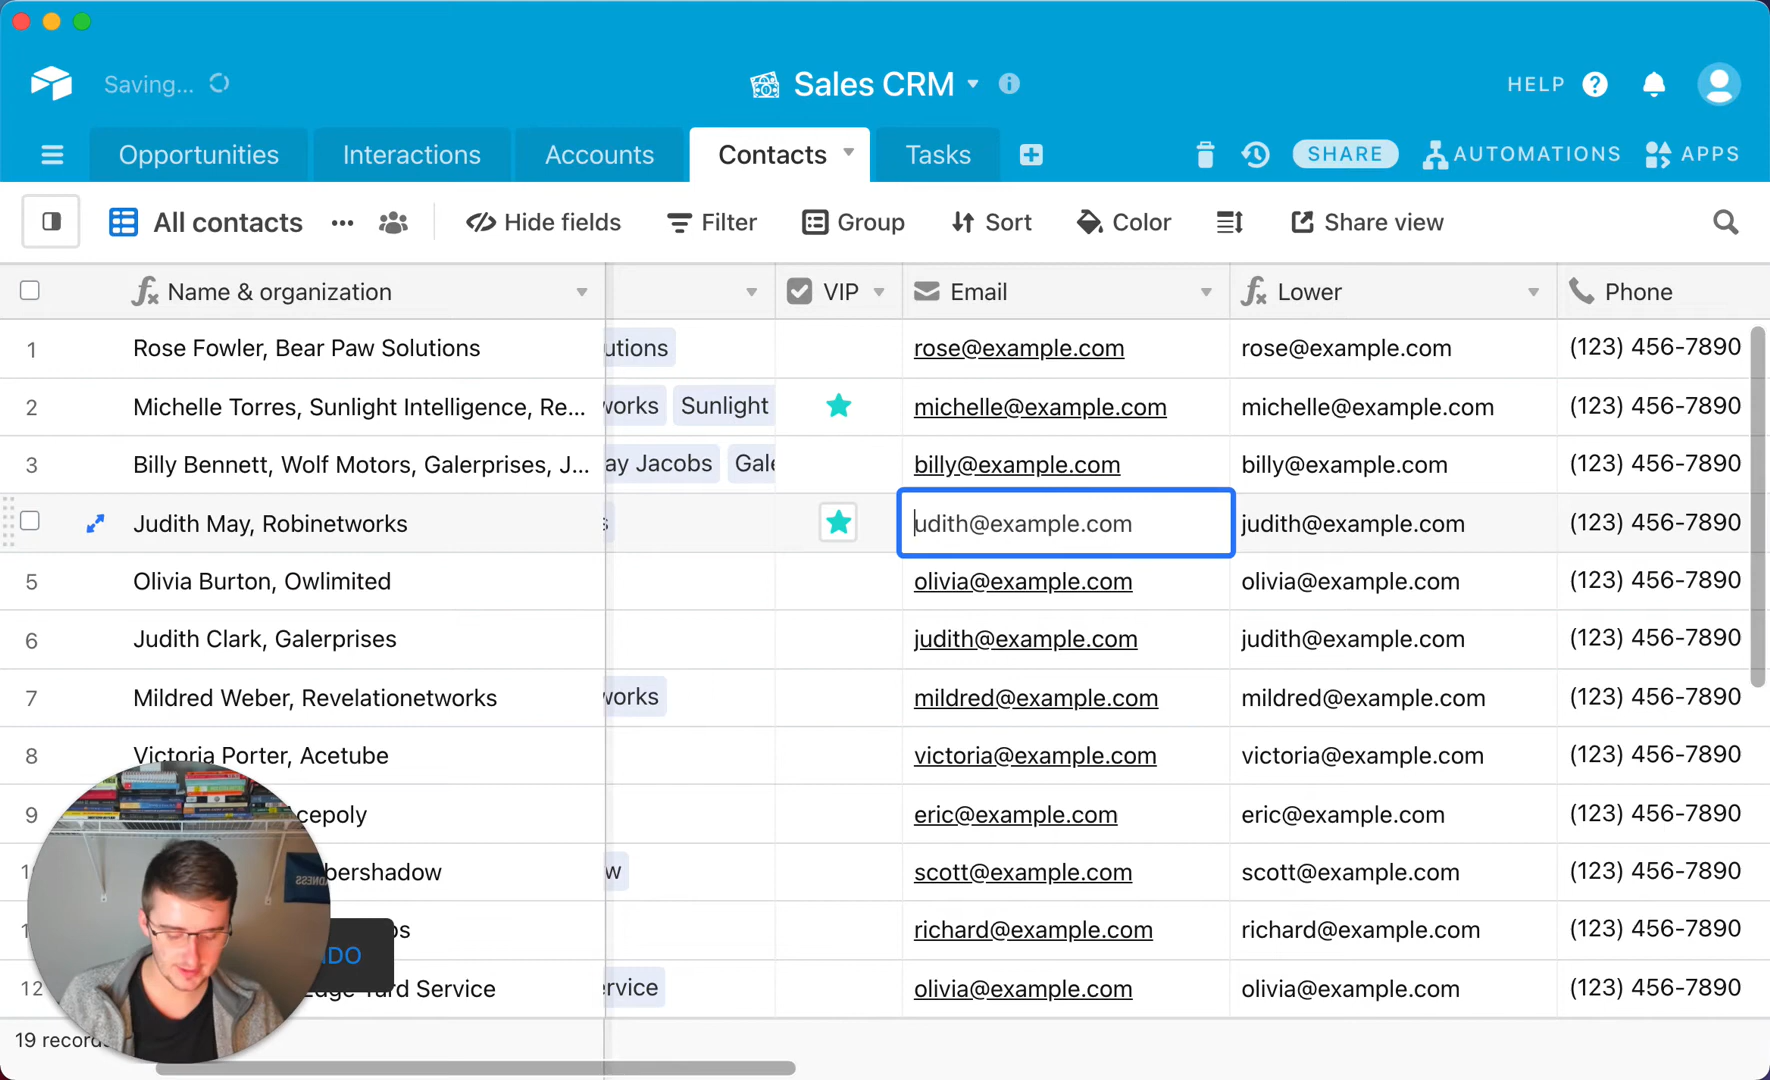 Saving...
Sales CRM
HELP
Opportunities
Interactions
Accounts
Contacts
Tasks
SHARE
AUTOMATIONS
APPS
All contacts
Hide fields
Filter
Group
Sort
Color
Share view
Name & organization
VIP
Email
Lower
Phone
1 Rose Fowler, Bear Paw Solutions utions rose@example.com rose@example.com (123) 456-7890
2 Michelle Torres, Sunlight Intelligence, Re... works Sunlight michelle@example.com michelle@example.com (123) 456-7890
3 Billy Bennett, Wolf Motors, Galerprises, J... ay Jacobs Gale billy@example.com billy@example.com (123) 456-7890
Judith May, Robinetworks s udith@example.com judith@example.com (123) 456-7890
5 Olivia Burton, Owlimited olivia@example.com olivia@example.com (123) 456-7890
6 Judith Clark, Galerprises judith@example.com judith@example.com (123) 456-7890
7 Mildred Weber, Revelationetworks works mildred@example.com mildred@example.com (123) 456-7890
8 Victoria Porter, Acetube victoria@example.com victoria@example.com (123) 456-7890
9 cepoly eric@example.com eric@example.com (123) 456-7890
bershadow w scott@example.com scott@example.com (123) 456-7890
os richard@example.com richard@example.com (123) 456-7890
12 Edge Yard Service ervice olivia@example.com olivia@example.com (123) 456-7890
19 records